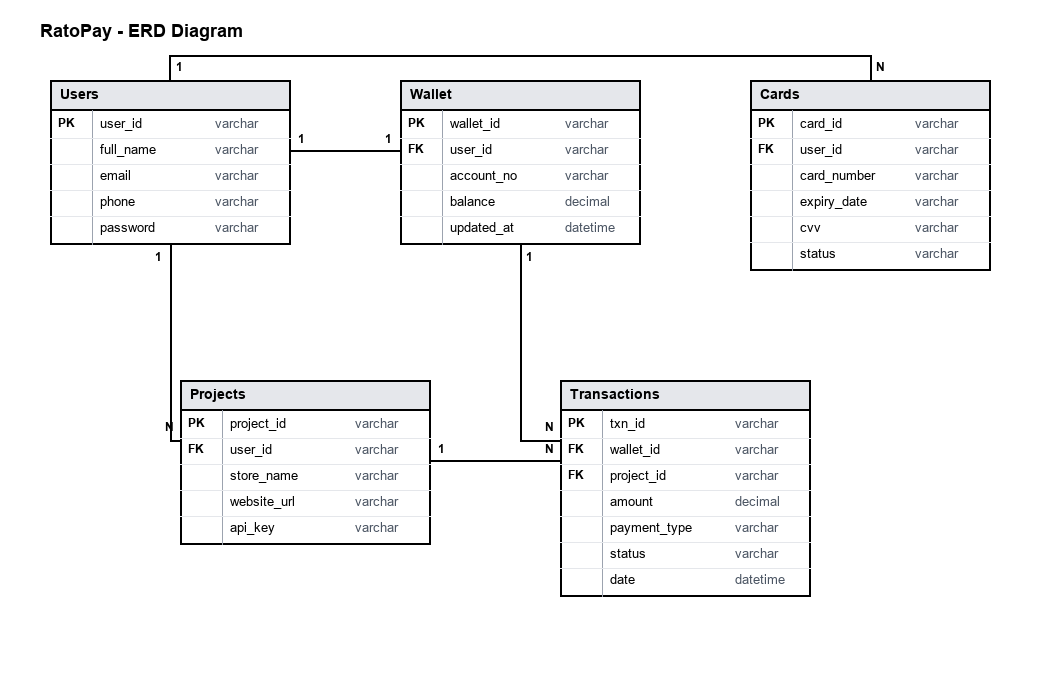 RatoPay - ERD Diagram
1
N
Users
PK user_id varchar
full_name varchar
email varchar
phone varchar
password varchar
1 1
Wallet
PK wallet_id varchar
FK user_id varchar
account_no varchar
balance decimal
updated_at datetime
Cards
PK card_id varchar
FK user_id varchar
card_number varchar
expiry_date varchar
cvv varchar
status varchar
1
1
Projects
N PK project_id varchar
FK user_id varchar
store_name varchar
website_url varchar
api_key varchar
N
1 N
Transactions
PK txn_id varchar
FK wallet_id varchar
FK project_id varchar
amount decimal
payment_type varchar
status varchar
date datetime